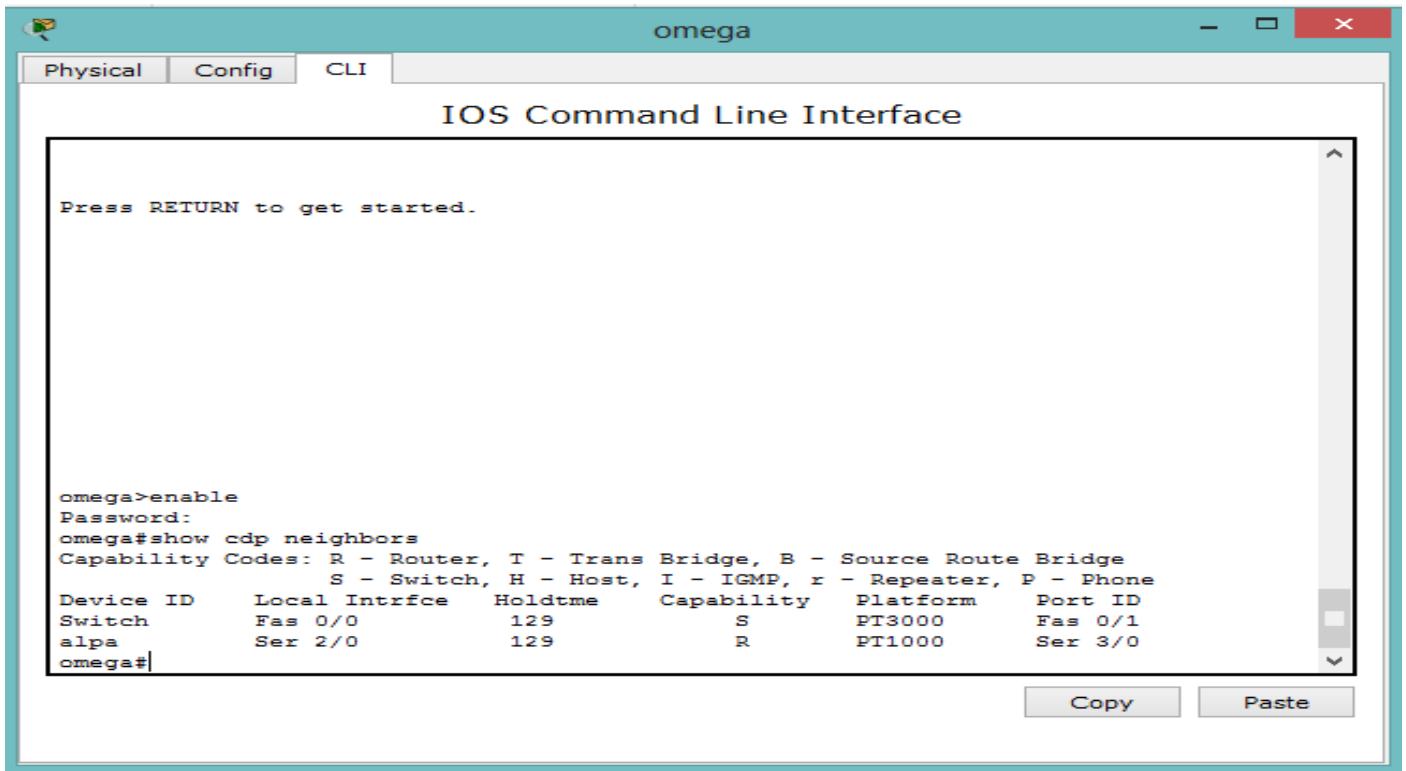 omega
Physical Config CLI
IOS Command Line Interface
Press RETURN to get started.
omega>enable
Password:
omega#show cdp neighbors
Capability Codes: R - Router, T - Trans Bridge, B - Source Route Bridge
S - Switch, H - Host, I - IGMP, r - Repeater, P - Phone
Device ID Local Intrfce Holdtme Capability Platform Port ID
Switch Fas 0/0 129 S PT3000 Fas 0/1
alpa Ser 2/0 129 R PT1000 Ser 3/0
omega#
Copy Paste